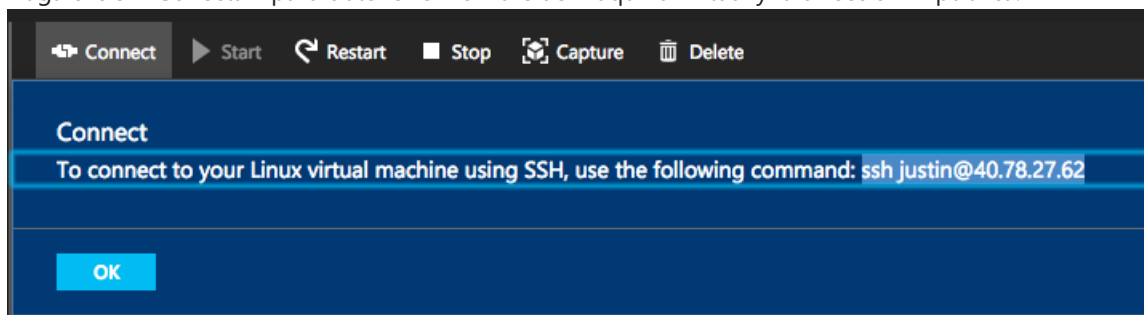 Connect Start Restart Stop Capture Delete
Connect
To connect to your Linux virtual machine using SSH, use the following command: ssh justin@40.78.27.62
OK